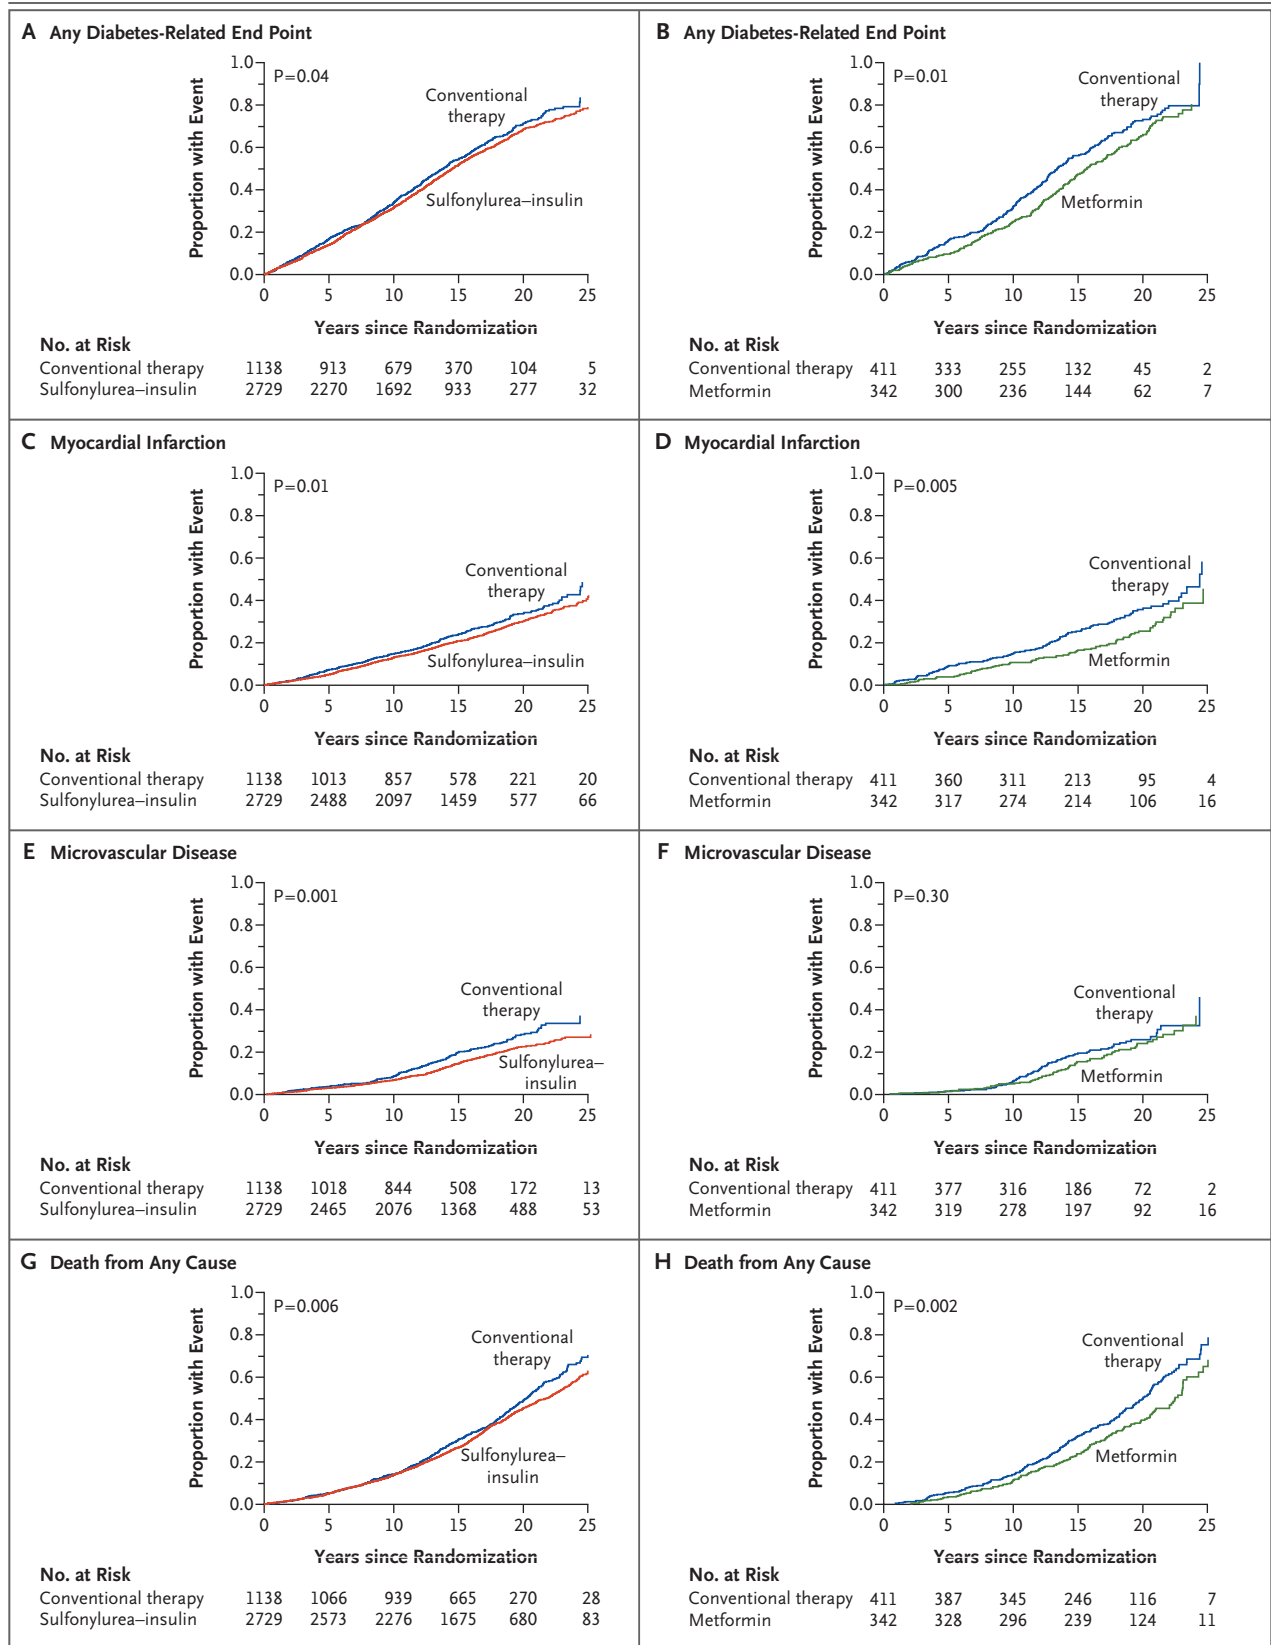 A Any Diabetes-Related End Point
1.0
0.8
0.6
0.4
0.2
0.0
Proportion with Event
P=0.04
Conventional
therapy
Sulfonylurea–insulin
0 5 10 15 20 25
Years since Randomization
No. at Risk
Conventional therapy 1138 913 679 370 104 5
Sulfonylurea–insulin 2729 2270 1692 933 277 32
B Any Diabetes-Related End Point
1.0
0.8
0.6
0.4
0.2
0.0
Proportion with Event
P=0.01
Conventional
therapy
Metformin
0 5 10 15 20 25
Years since Randomization
No. at Risk
Conventional therapy 411 333 255 132 45 2
Metformin 342 300 236 144 62 7
C Myocardial Infarction
1.0
0.8
0.6
0.4
0.2
0.0
Proportion with Event
P=0.01
Conventional
therapy
Sulfonylurea–insulin
0 5 10 15 20 25
Years since Randomization
No. at Risk
Conventional therapy 1138 1013 857 578 221 20
Sulfonylurea–insulin 2729 2488 2097 1459 577 66
D Myocardial Infarction
1.0
0.8
0.6
0.4
0.2
0.0
Proportion with Event
P=0.005
Conventional
therapy
Metformin
0 5 10 15 20 25
Years since Randomization
No. at Risk
Conventional therapy 411 360 311 213 95 4
Metformin 342 317 274 214 106 16
E Microvascular Disease
1.0
0.8
0.6
0.4
0.2
0.0
Proportion with Event
P=0.001
Conventional
therapy
Sulfonylurea–
insulin
0 5 10 15 20 25
Years since Randomization
No. at Risk
Conventional therapy 1138 1018 844 508 172 13
Sulfonylurea–insulin 2729 2465 2076 1368 488 53
F Microvascular Disease
1.0
0.8
0.6
0.4
0.2
0.0
Proportion with Event
P=0.30
Conventional
therapy
Metformin
0 5 10 15 20 25
Years since Randomization
No. at Risk
Conventional therapy 411 377 316 186 72 2
Metformin 342 319 278 197 92 16
G Death from Any Cause
1.0
0.8
0.6
0.4
0.2
0.0
Proportion with Event
P=0.006
Conventional
therapy
Sulfonylurea–
insulin
0 5 10 15 20 25
Years since Randomization
No. at Risk
Conventional therapy 1138 1066 939 665 270 28
Sulfonylurea–insulin 2729 2573 2276 1675 680 83
H Death from Any Cause
1.0
0.8
0.6
0.4
0.2
0.0
Proportion with Event
P=0.002
Conventional
therapy
Metformin
0 5 10 15 20 25
Years since Randomization
No. at Risk
Conventional therapy 411 387 345 246 116 7
Metformin 342 328 296 239 124 11